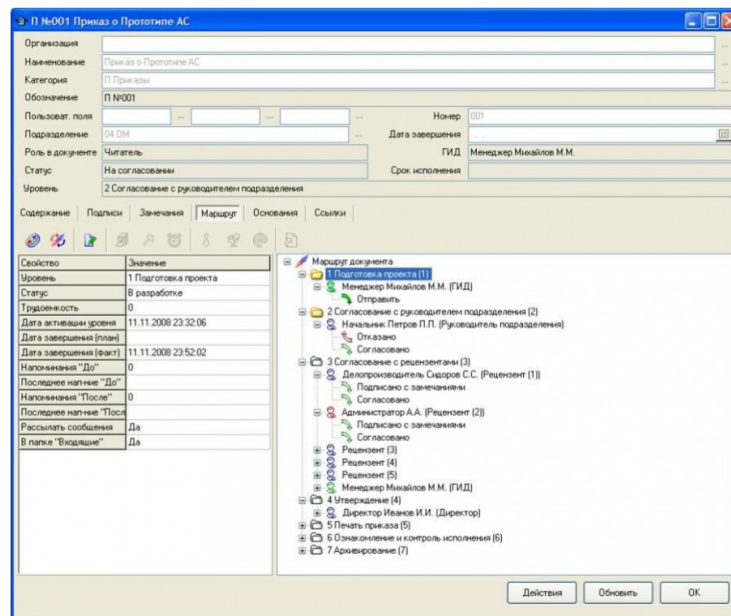 П №001 Приказ о Прототипе АС
Организация
Наименование Приказ о Прототипе АС
Категория П Приказы
Обозначение П №001
Пользоват. поля Номер 001
Подразделение 04 ОМ Дата завершения
Роль в документе Читатель ГИД Менеджер Михайлов М.М.
Статус На согласовании Срок исполнения
Уровень 2 Согласование с руководителем подразделения
Содержание Подписи Замечания Маршрут Основания Ссылки
Свойство Значение
Уровень 1 Подготовка проекта
Статус В разработке
Трудоемкость 0
Дата активации уровня 11.11.2008 23:32:06
Дата завершения (план)
Дата завершения (факт) 11.11.2008 23:52:02
Напоминания "До" 0
Последнее нап-ние "До"
Напоминания "После" 0
Последнее нап-ние "Посл
Рассылать сообщения Да
В папке "Входящие" Да
Маршрут документа
1 Подготовка проекта (1)
Менеджер Михайлов М.М. (ГИД)
Отправить
2 Согласование с руководителем подразделения (2)
Начальник Петров П.П. (Руководитель подразделения)
Отказано
Согласовано
3 Согласование с рецензентами (3)
Делопроизводитель Сидоров С.С. (Рецензент (1))
Подписано с замечаниями
Согласовано
Администратор А.А. (Рецензент (2))
Подписано с замечаниями
Согласовано
Рецензент (3)
Рецензент (4)
Рецензент (5)
Менеджер Михайлов М.М. (ГИД)
4 Утверждение (4)
Директор Иванов И.И. (Директор)
5 Печать приказа (5)
6 Ознакомление и контроль исполнения (6)
7 Архивирование (7)
Действия Обновить OK